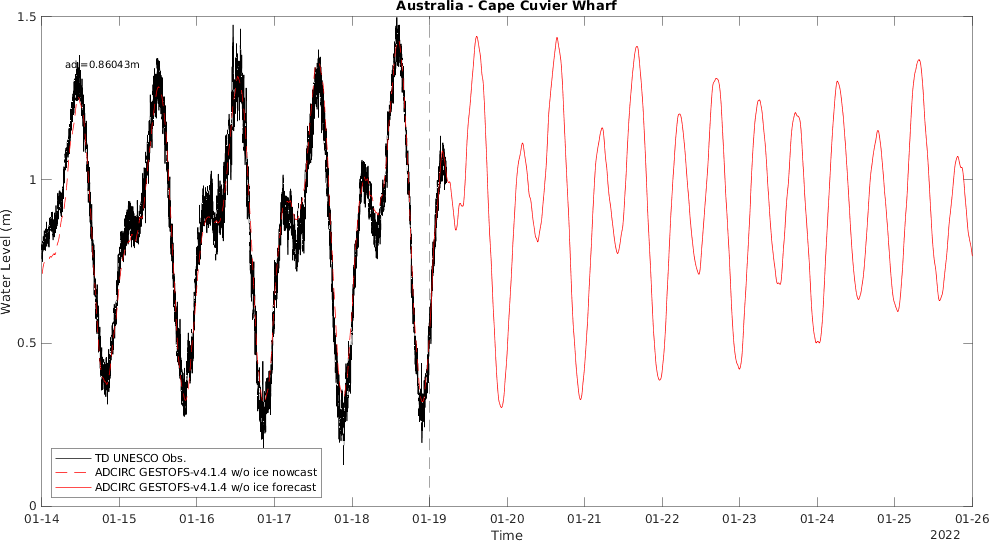 Australia - Cape Cuvier Wharf
1.5
adj=0.86043m
1
Water Level (m)
0.5
TD UNESCO Obs.
ADCIRC GESTOFS-v4.1.4 w/o ice nowcast
ADCIRC GESTOFS-v4.1.4 w/o ice forecast
0
01-14 01-15 01-16 01-17 01-18 01-19 01-20 01-21 01-22 01-23 01-24 01-25 01-26
Time
2022